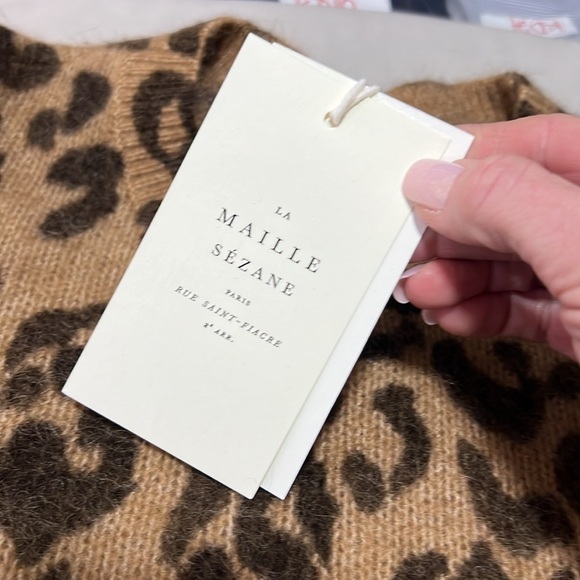 LA
MAILLE
SÉZANE
PARIS
RUE SAINT-FIACRE
2ᵉ ARR.